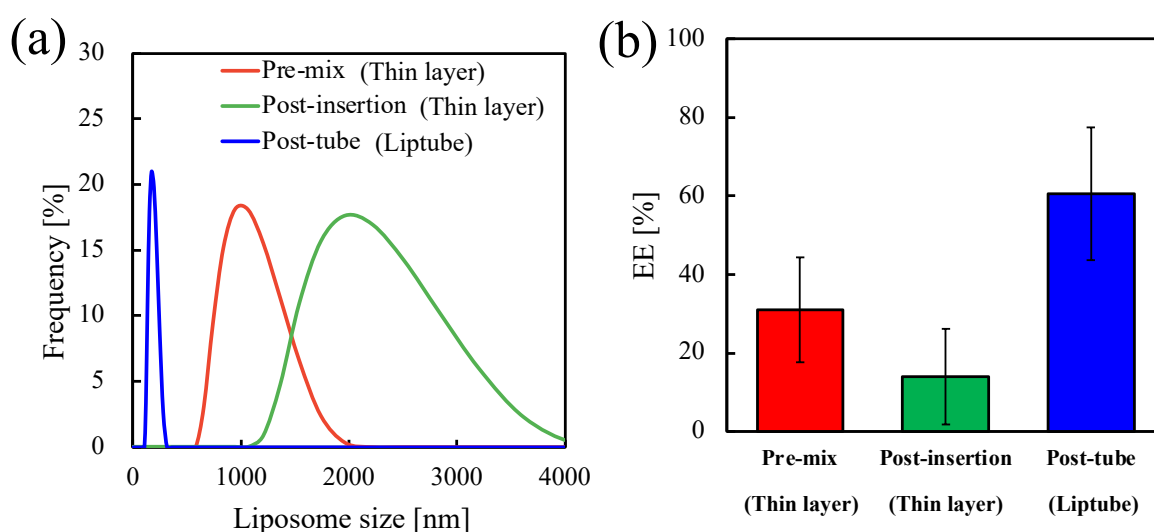 (a)
30
25
20
15
10
5
0
Frequency [%]
Pre-mix (Thin layer)
Post-insertion (Thin layer)
Post-tube (Liptube)
0 1000 2000 3000 4000
Liposome size [nm]
(b)
100
80
60
40
20
0
EE [%]
Pre-mix Post-insertion Post-tube
(Thin layer) (Thin layer) (Liptube)